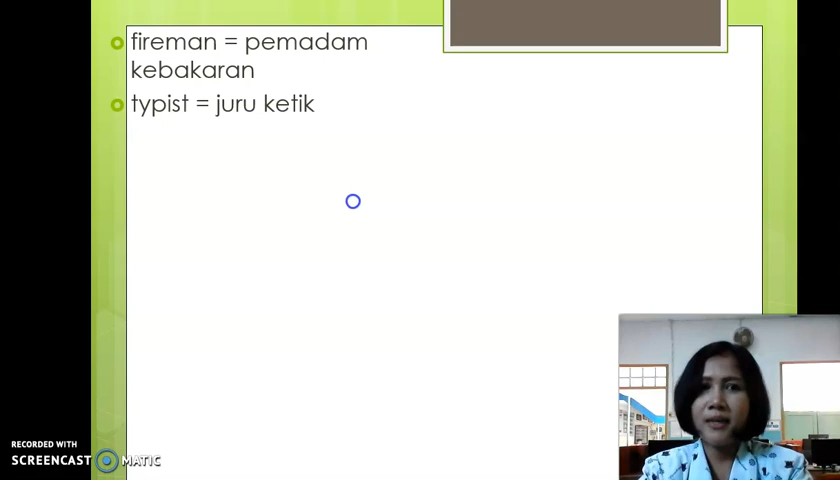 fireman = pemadam
kebakaran
typist = juru ketik
RECORDED WITH
SCREENCAST MATIC